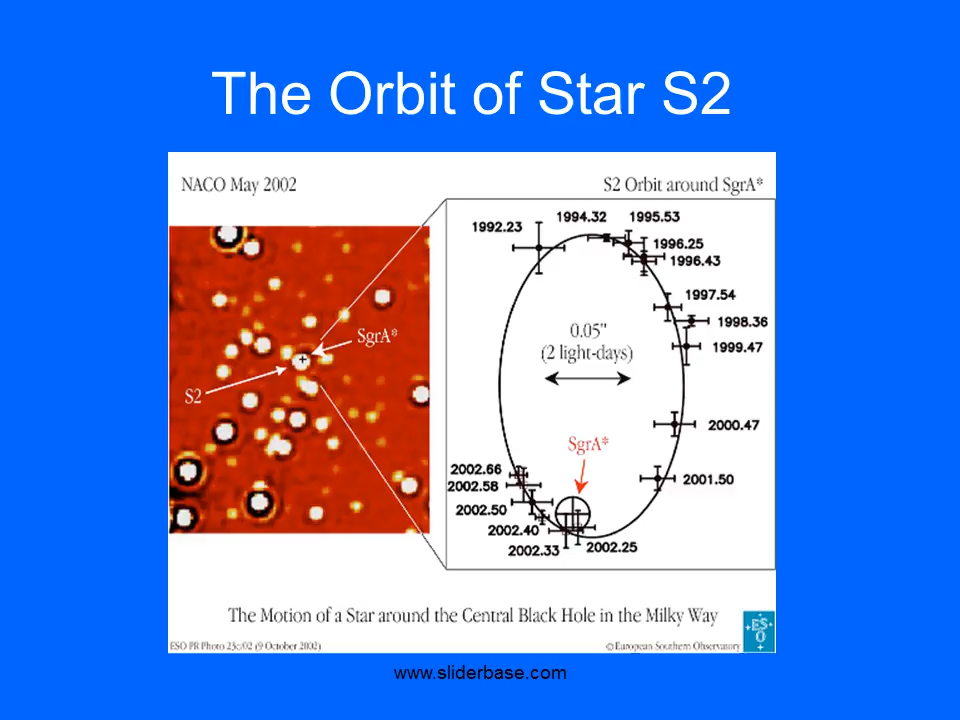 The Orbit of Star S2
NACO May 2002
S2 Orbit around SgrA*
1992.23
1994.32
1995.53
1996.25
1996.43
1997.54
1998.36
1999.47
0.05"
(2 light-days)
SgrA*
S2
2000.47
SgrA*
2001.50
2002.66
2002.58
2002.50
2002.40
2002.33
2002.25
The Motion of a Star around the Central Black Hole in the Milky Way
ESO PR Photo 23c/02 (9 October 2002)
© European Southern Observatory
ESO
www.sliderbase.com